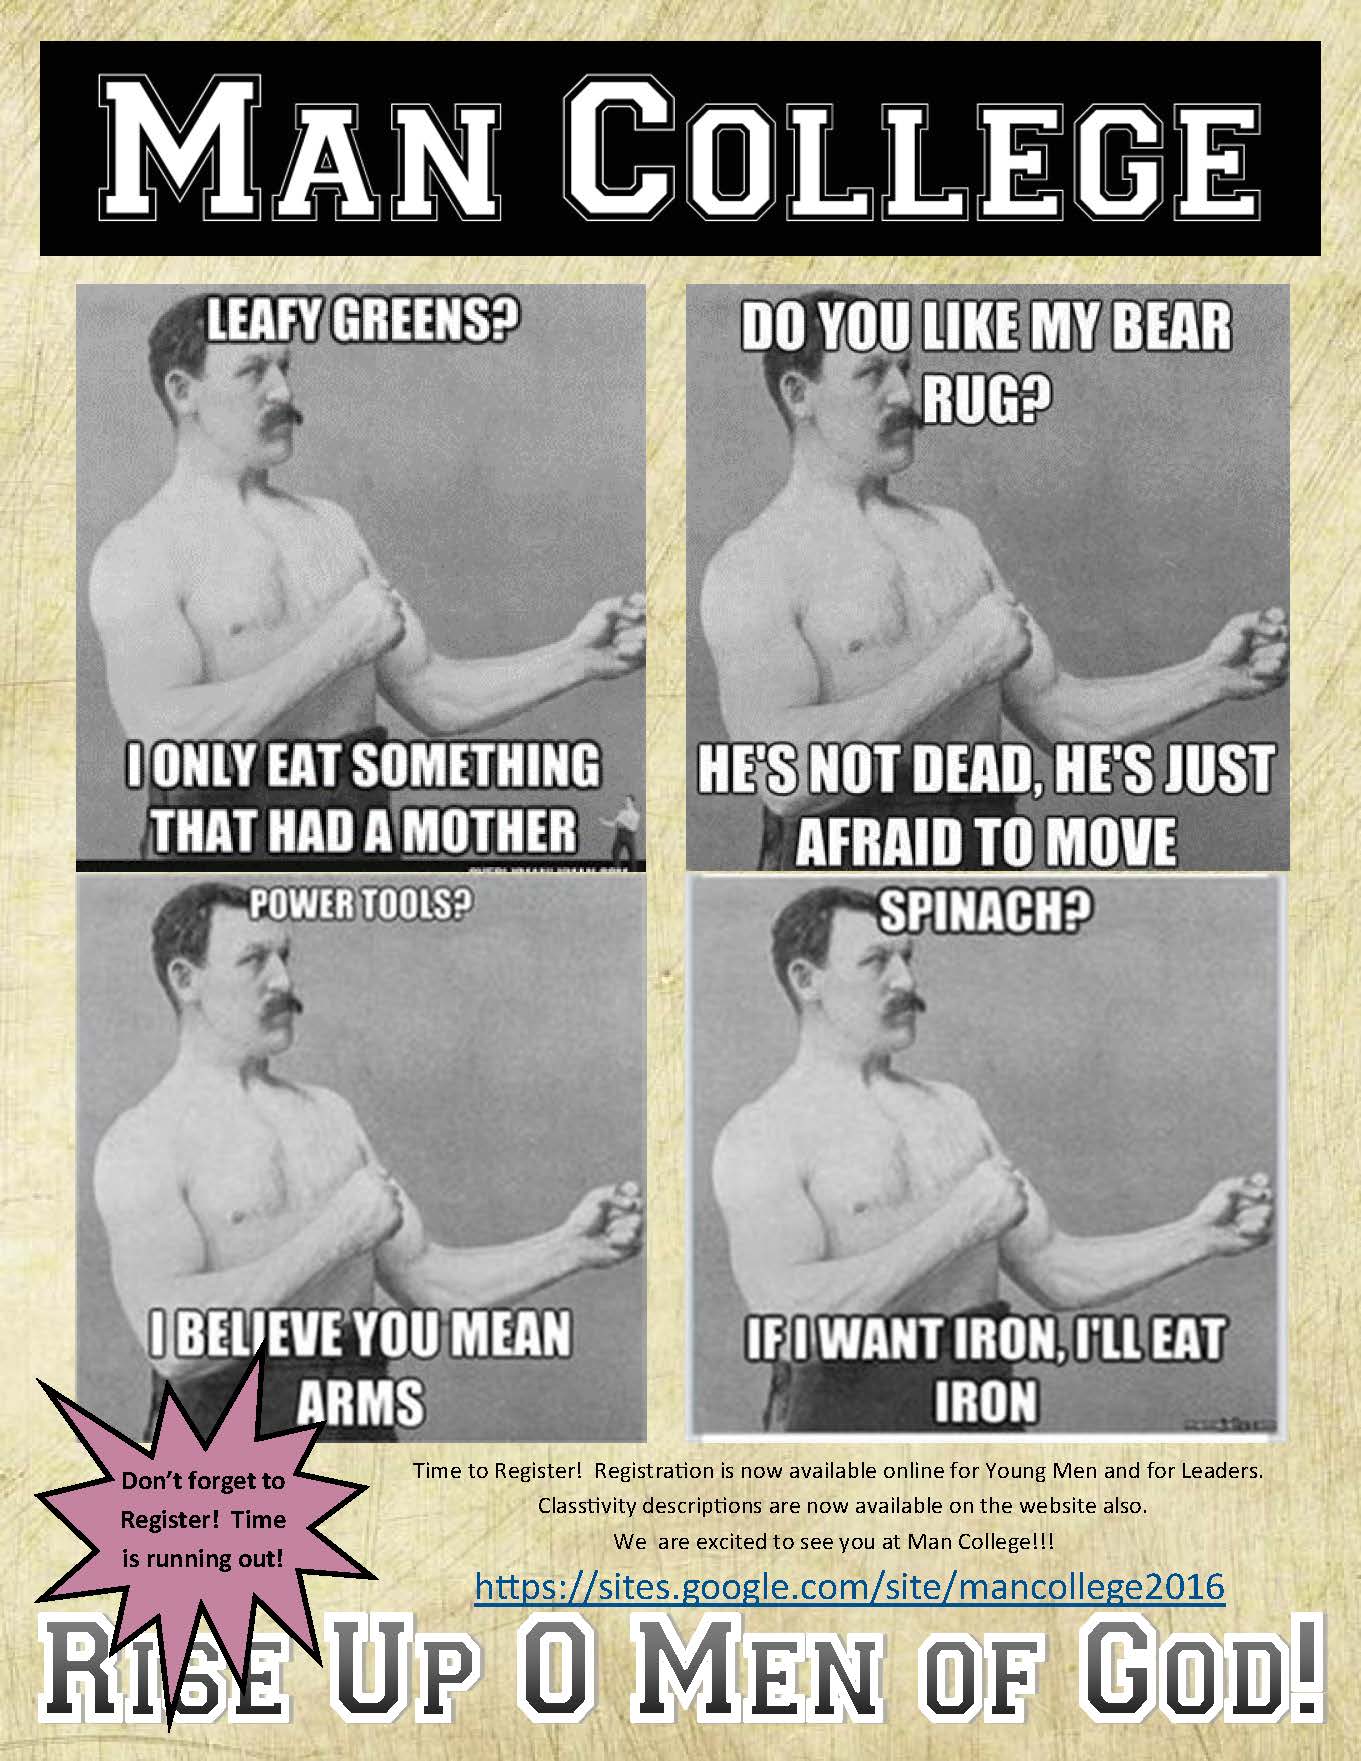 MAN COLLEGE
LEAFY GREENS?
I ONLY EAT SOMETHING
THAT HAD A MOTHER
DO YOU LIKE MY BEAR
RUG?
HE'S NOT DEAD, HE'S JUST
AFRAID TO MOVE
POWER TOOLS?
I BELIEVE YOU MEAN
ARMS
SPINACH?
IF I WANT IRON, I'LL EAT
IRON
Don't forget to
Register! Time
is running out!
Time to Register! Registration is now available online for Young Men and for Leaders.
Classtivity descriptions are now available on the website also.
We are excited to see you at Man College!!!
https://sites.google.com/site/mancollege2016
RISE UP O MEN OF GOD!